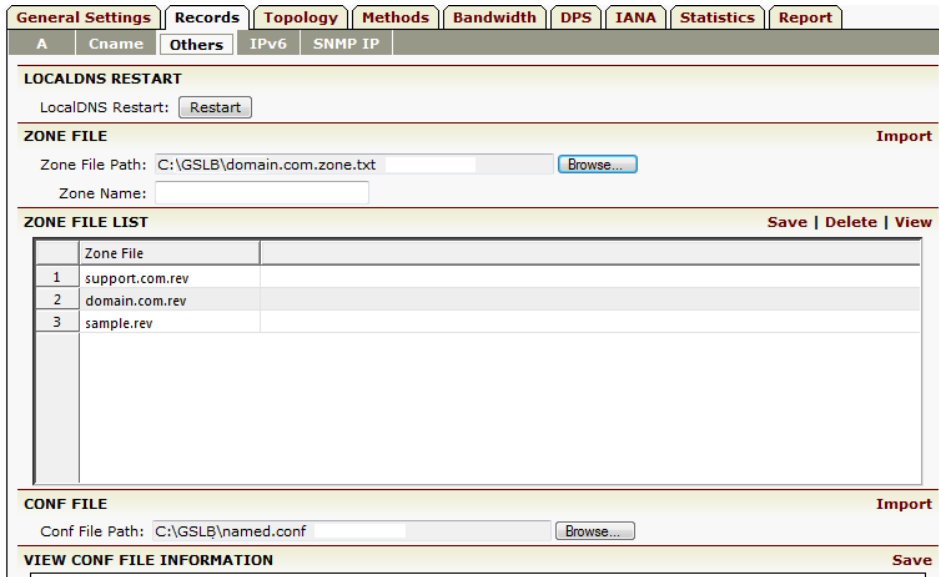 General Settings Records Topology Methods Bandwidth DPS IANA Statistics Report
A Cname Others IPv6 SNMP IP
LOCALDNS RESTART
LocalDNS Restart: Restart
ZONE FILE Import
Zone File Path: C:\GSLB\domain.com.zone.txt Browse...
Zone Name:
ZONE FILE LIST Save | Delete | View
Zone File
1 support.com.rev
2 domain.com.rev
3 sample.rev
CONF FILE Import
Conf File Path: C:\GSLB\named.conf Browse...
VIEW CONF FILE INFORMATION Save